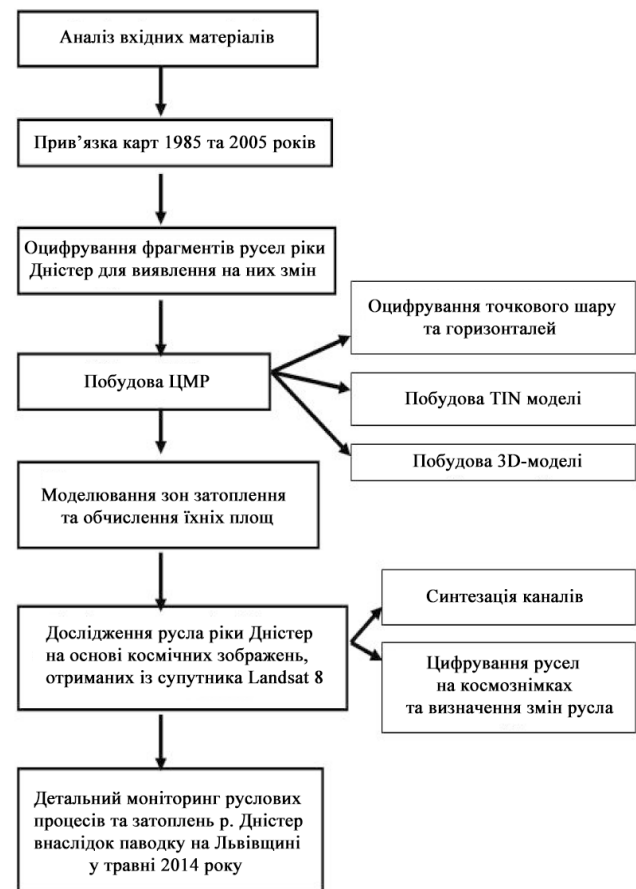 Аналіз вхідних матеріалів
Прив’язка карт 1985 та 2005 років
Оцифрування фрагментів русел ріки
Дністер для виявлення на них змін
Побудова ЦМР
Оцифрування точкового шару
та горизонталей
Побудова TIN моделі
Побудова 3D-моделі
Моделювання зон затоплення
та обчислення їхніх площ
Дослідження русла ріки Дністер
на основі космічних зображень,
отриманих із супутника Landsat 8
Синтезація каналів
Цифрування русел
на космознімках
та визначення змін русла
Детальний моніторинг руслових
процесів та затоплень р. Дністер
внаслідок паводку на Львівщині
у травні 2014 року